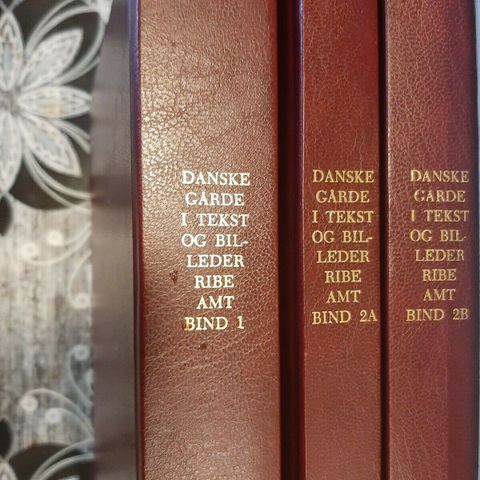 DANSKE
GÅRDE
I TEKST
OG BIL-
LEDER
RIBE
AMT
BIND 1
DANSKE
GÅRDE
I TEKST
OG BIL-
LEDER
RIBE
AMT
BIND 2A
DANSKE
GÅRDE
I TEKST
OG BIL-
LEDER
RIBE
AMT
BIND 2B